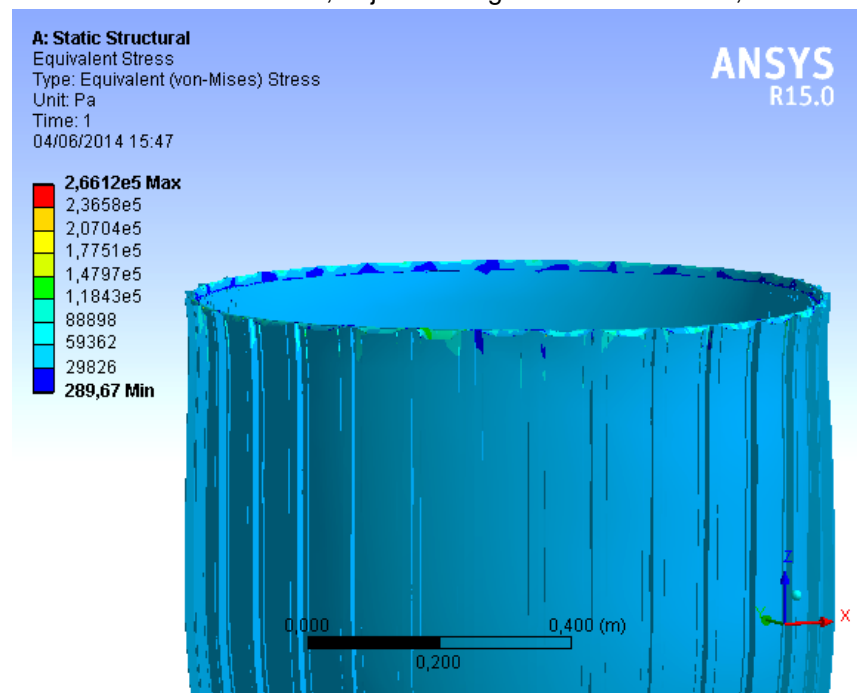 A: Static Structural
Equivalent Stress
Type: Equivalent (von-Mises) Stress
Unit: Pa
Time: 1
04/06/2014 15:47
ANSYS
R15.0
2,6612e5 Max
2,3658e5
2,0704e5
1,7751e5
1,4797e5
1,1843e5
88898
59362
29826
289,67 Min
0,000
0,400 (m)
0,200
Z
Y
X